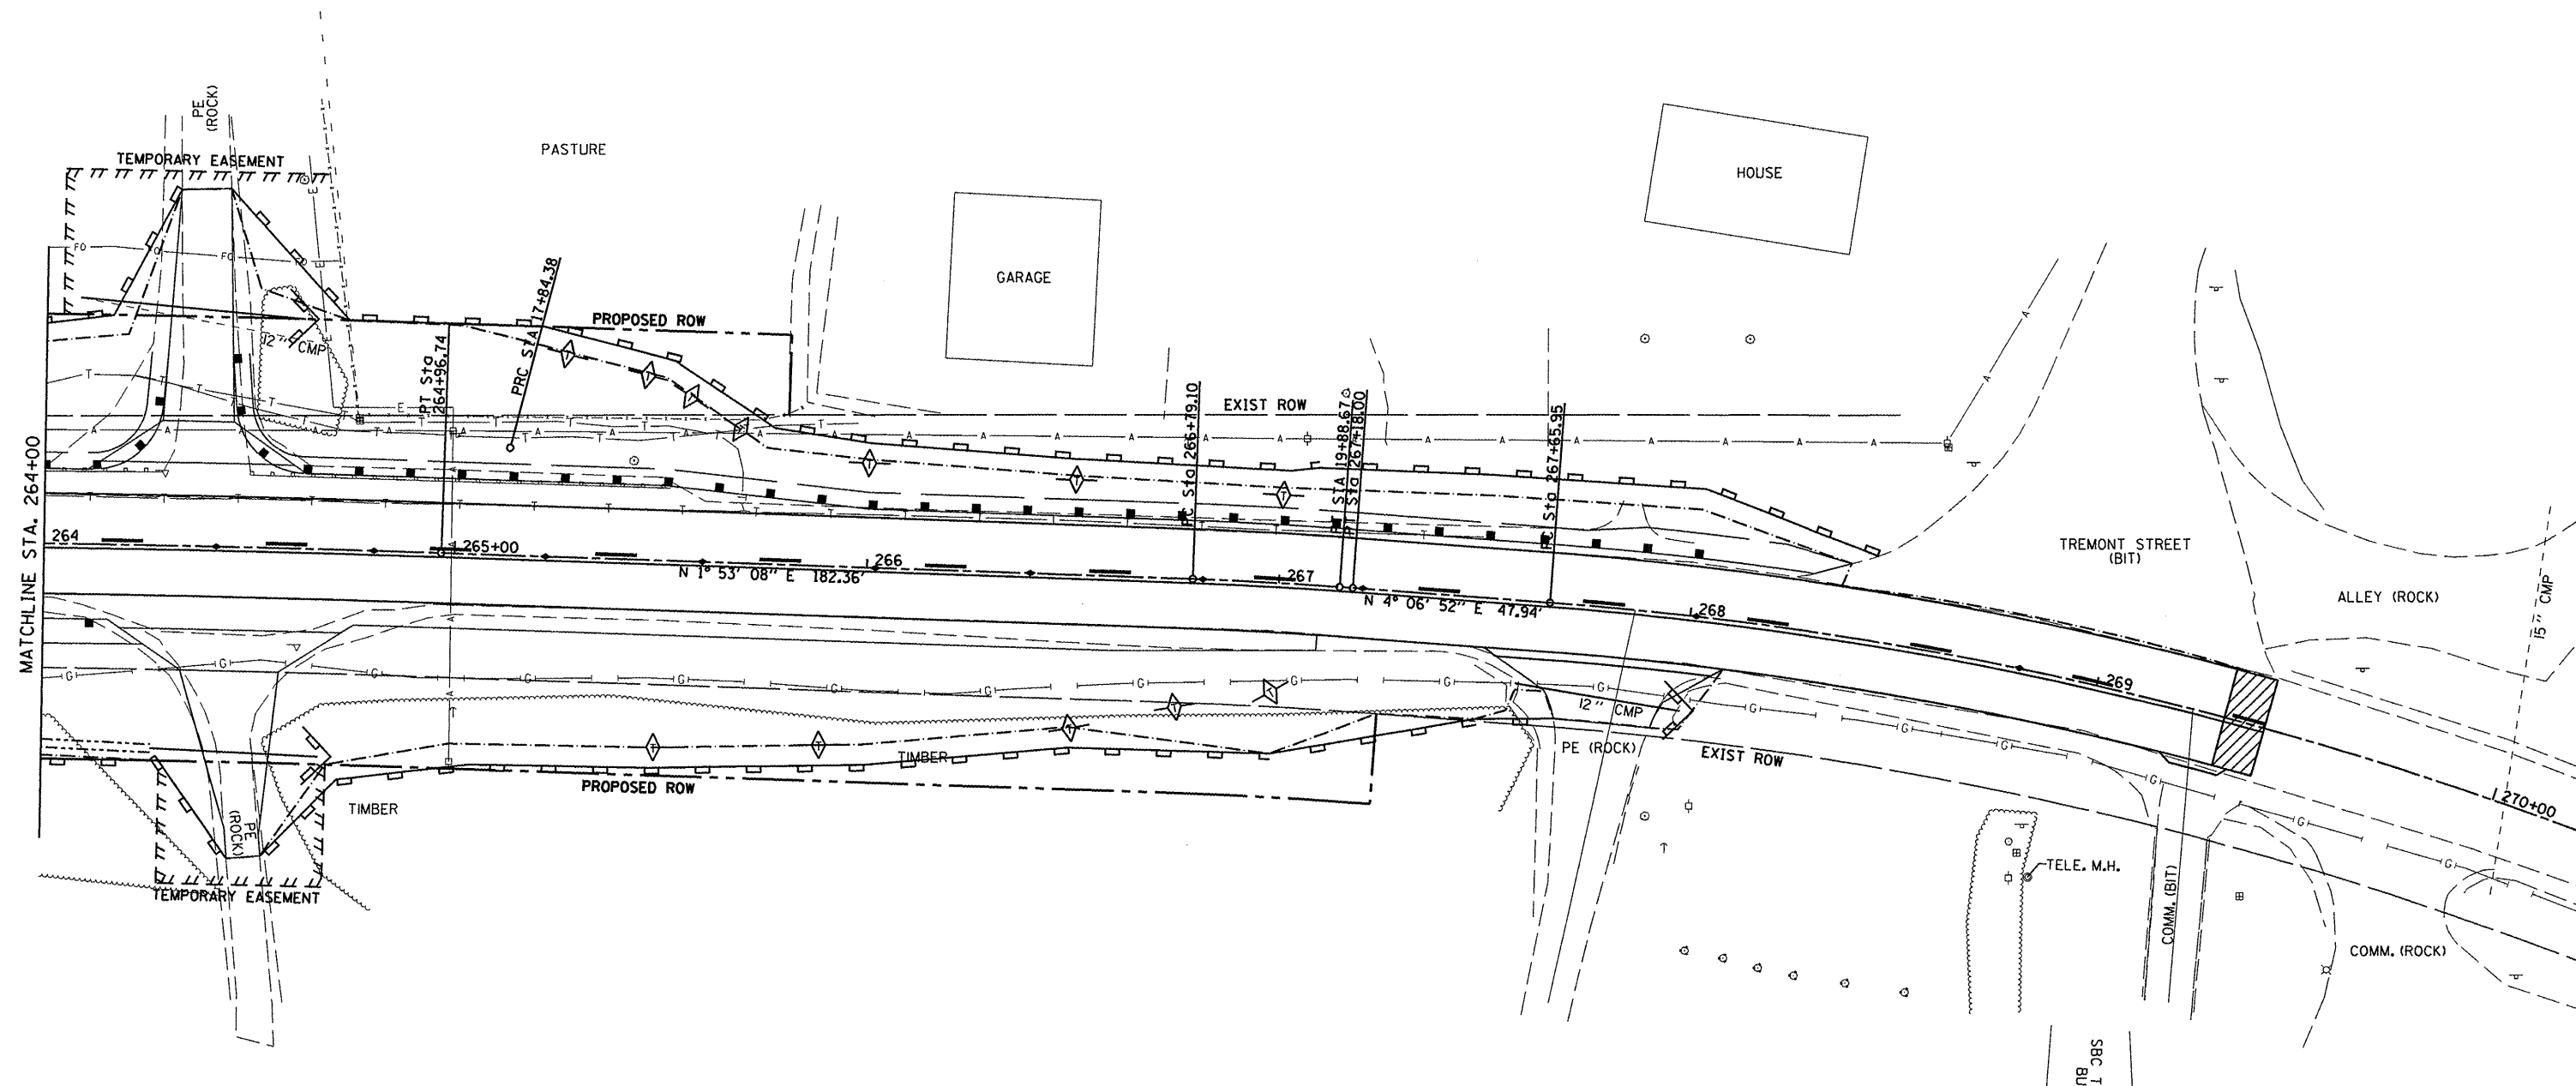 PE
(ROCK)
TEMPORARY EASEMENT
PASTURE
HOUSE
GARAGE
PRC STA 17+84.38
PROPOSED ROW
12" CMP
PT Sta
264+96.74
EXIST ROW
PC Sta 266+79.10
PT STA 19+88.67
PT Sta 267+18.00
PC Sta 267+65.95
MATCHLINE STA. 264+00
264
265+00
266
267
268
269
270+00
N 1° 53' 08" E 182.36'
N 4° 06' 52" E 47.94'
TREMONT STREET
(BIT)
ALLEY (ROCK)
15" CMP
12" CMP
PE (ROCK)
EXIST ROW
TIMBER
PROPOSED ROW
TIMBER
PE
(ROCK)
TEMPORARY EASEMENT
TELE. M.H.
COMM. (BIT)
COMM. (ROCK)
SBC T
BU